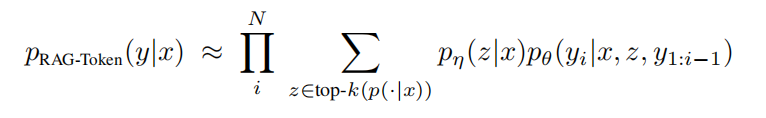 p_{RAG-Token}(y|x) ≈ ∏_{i}^{N} ∑_{z∈top-k(p(·|x))} p_η(z|x)p_θ(y_i|x, z, y_{1:i−1})